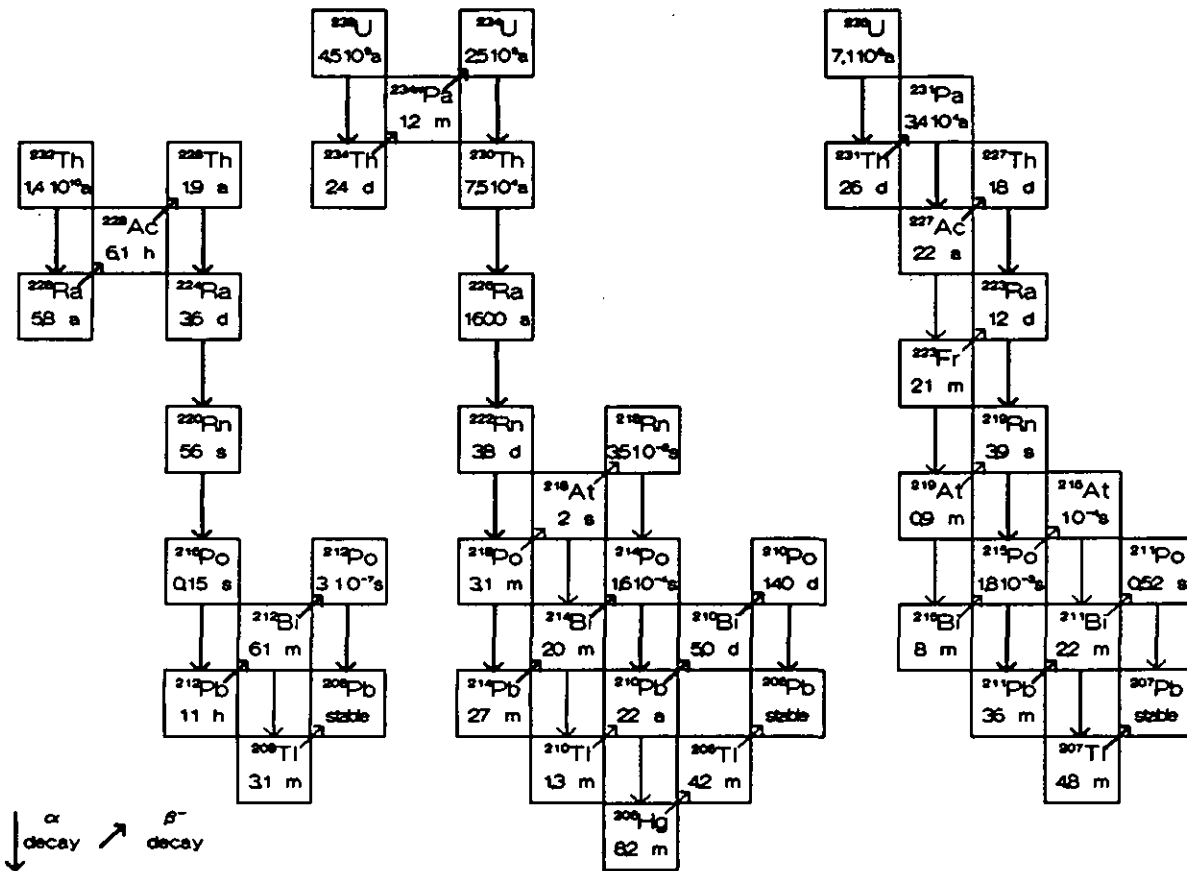 ²³²Th
1,4 10¹⁰a
²²⁸Th
1,9 a
²²⁸Ac
6,1 h
²²⁸Ra
5,8 a
²²⁴Ra
3,6 d
²²⁰Rn
56 s
²¹⁶Po
0,15 s
²¹²Po
3 10⁻⁷s
²¹²Bi
61 m
²¹²Pb
11 h
²⁰⁸Pb
stable
²⁰⁸Tl
3,1 m
²³⁸U
4,5 10⁹a
²³⁴U
2,5 10⁵a
²³⁴ᵐPa
1,2 m
²³⁴Th
24 d
²³⁰Th
7,5 10⁴a
²²⁶Ra
1600 a
²²²Rn
3,8 d
²¹⁸Rn
²¹⁸At
2 s
²¹⁸Po
3,1 m
²¹⁴Po
1,6 10⁻⁴s
²¹⁰Po
140 d
²¹⁴Bi
20 m
²¹⁰Bi
5,0 d
²¹⁴Pb
27 m
²¹⁰Pb
22 a
²⁰⁶Pb
stable
²¹⁰Tl
1,3 m
²⁰⁶Tl
4,2 m
²⁰⁶Hg
8,2 m
²³⁵U
7,1 10⁸a
²³¹Pa
3,4 10⁴a
²³¹Th
26 d
²²⁷Th
18 d
²²⁷Ac
22 a
²²³Ra
12 d
²²³Fr
21 m
²¹⁹Rn
3,9 s
²¹⁹At
0,9 m
²¹⁵At
10⁻⁴s
²¹⁵Po
1,8 10⁻³s
²¹¹Po
0,52 s
²¹⁵Bi
8 m
²¹¹Bi
2,2 m
²¹¹Pb
36 m
²⁰⁷Pb
stable
²⁰⁷Tl
4,8 m
α
decay
β⁻
decay